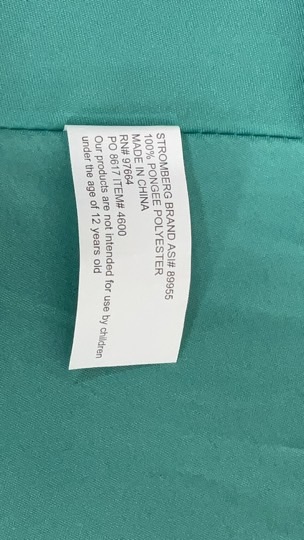 STROMBERG BRAND ASI# 89955
100% PONGEE POLYESTER
MADE IN CHINA
RN# 97664
PO 8617 ITEM# 4600
Our products are not intended for use by children
under the age of 12 years old